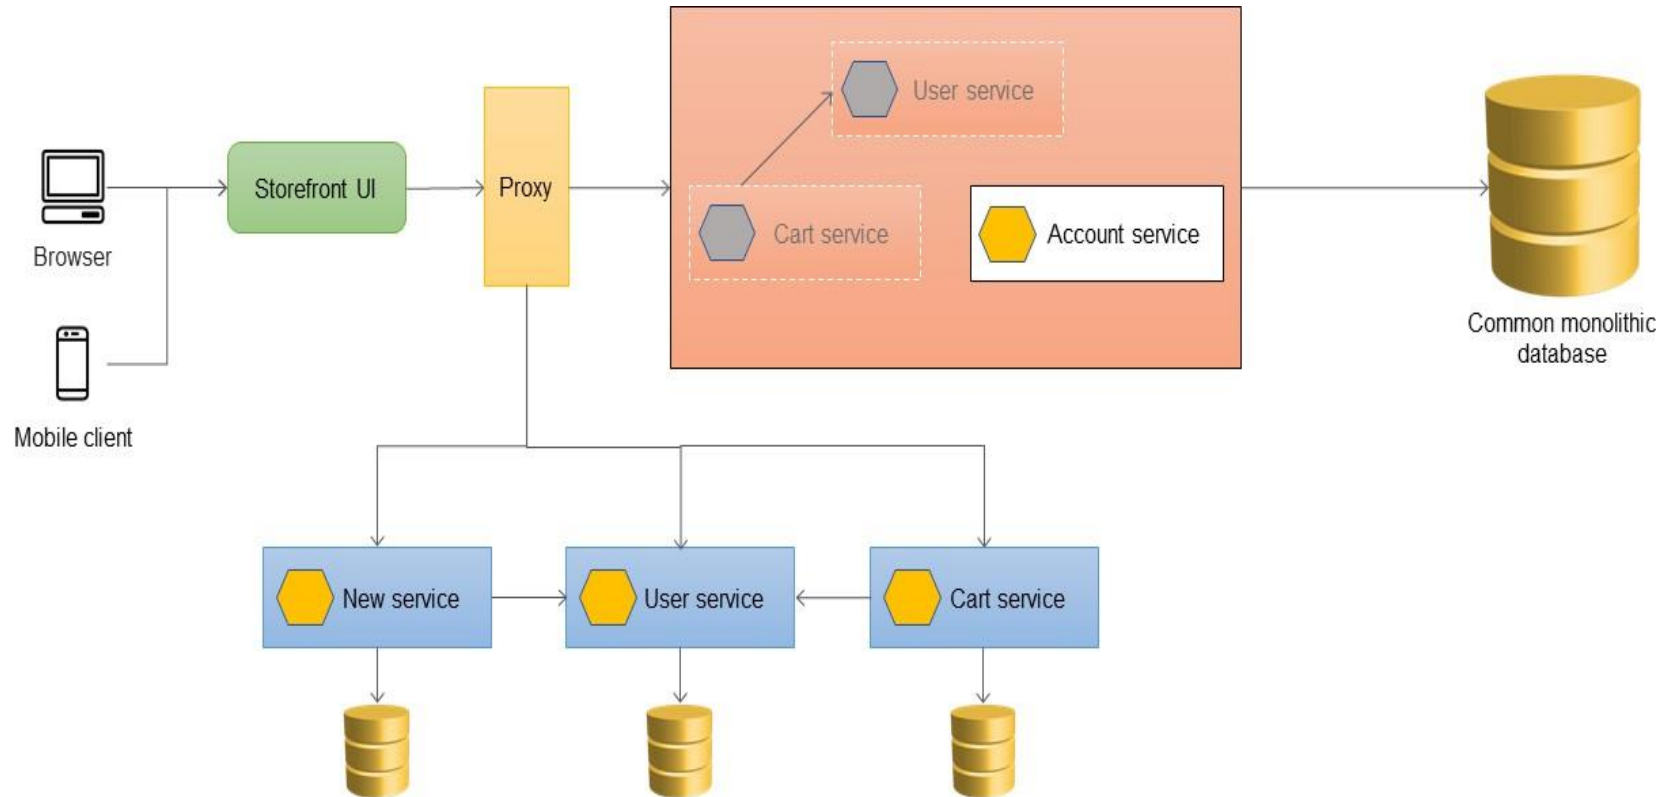 User service
Storefront UI
Proxy
Cart service
Account service
Browser
Common monolithic
database
Mobile client
New service
User service
Cart service